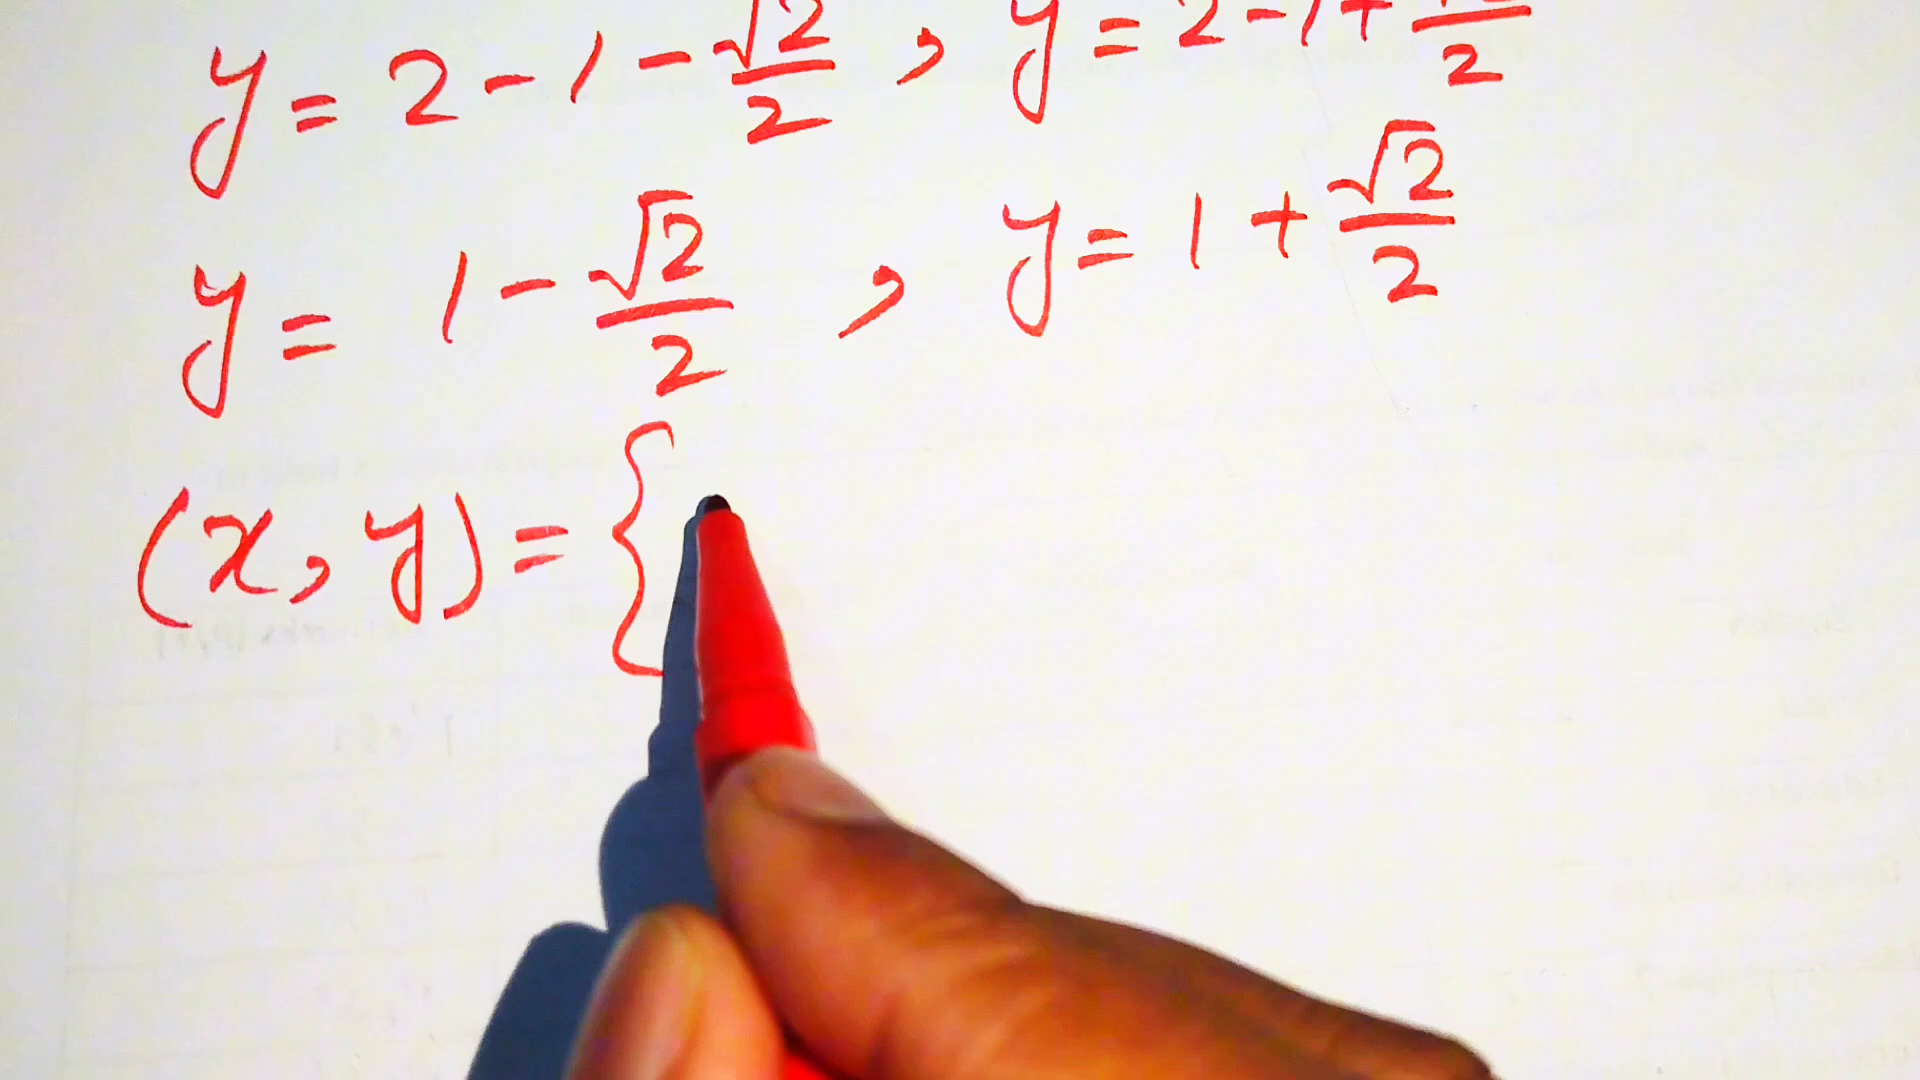 y = 2 - 1 - √2/2 , y = 2 - 1 + √2/2
y = 1 - √2/2 , y = 1 + √2/2
(x, y) = {